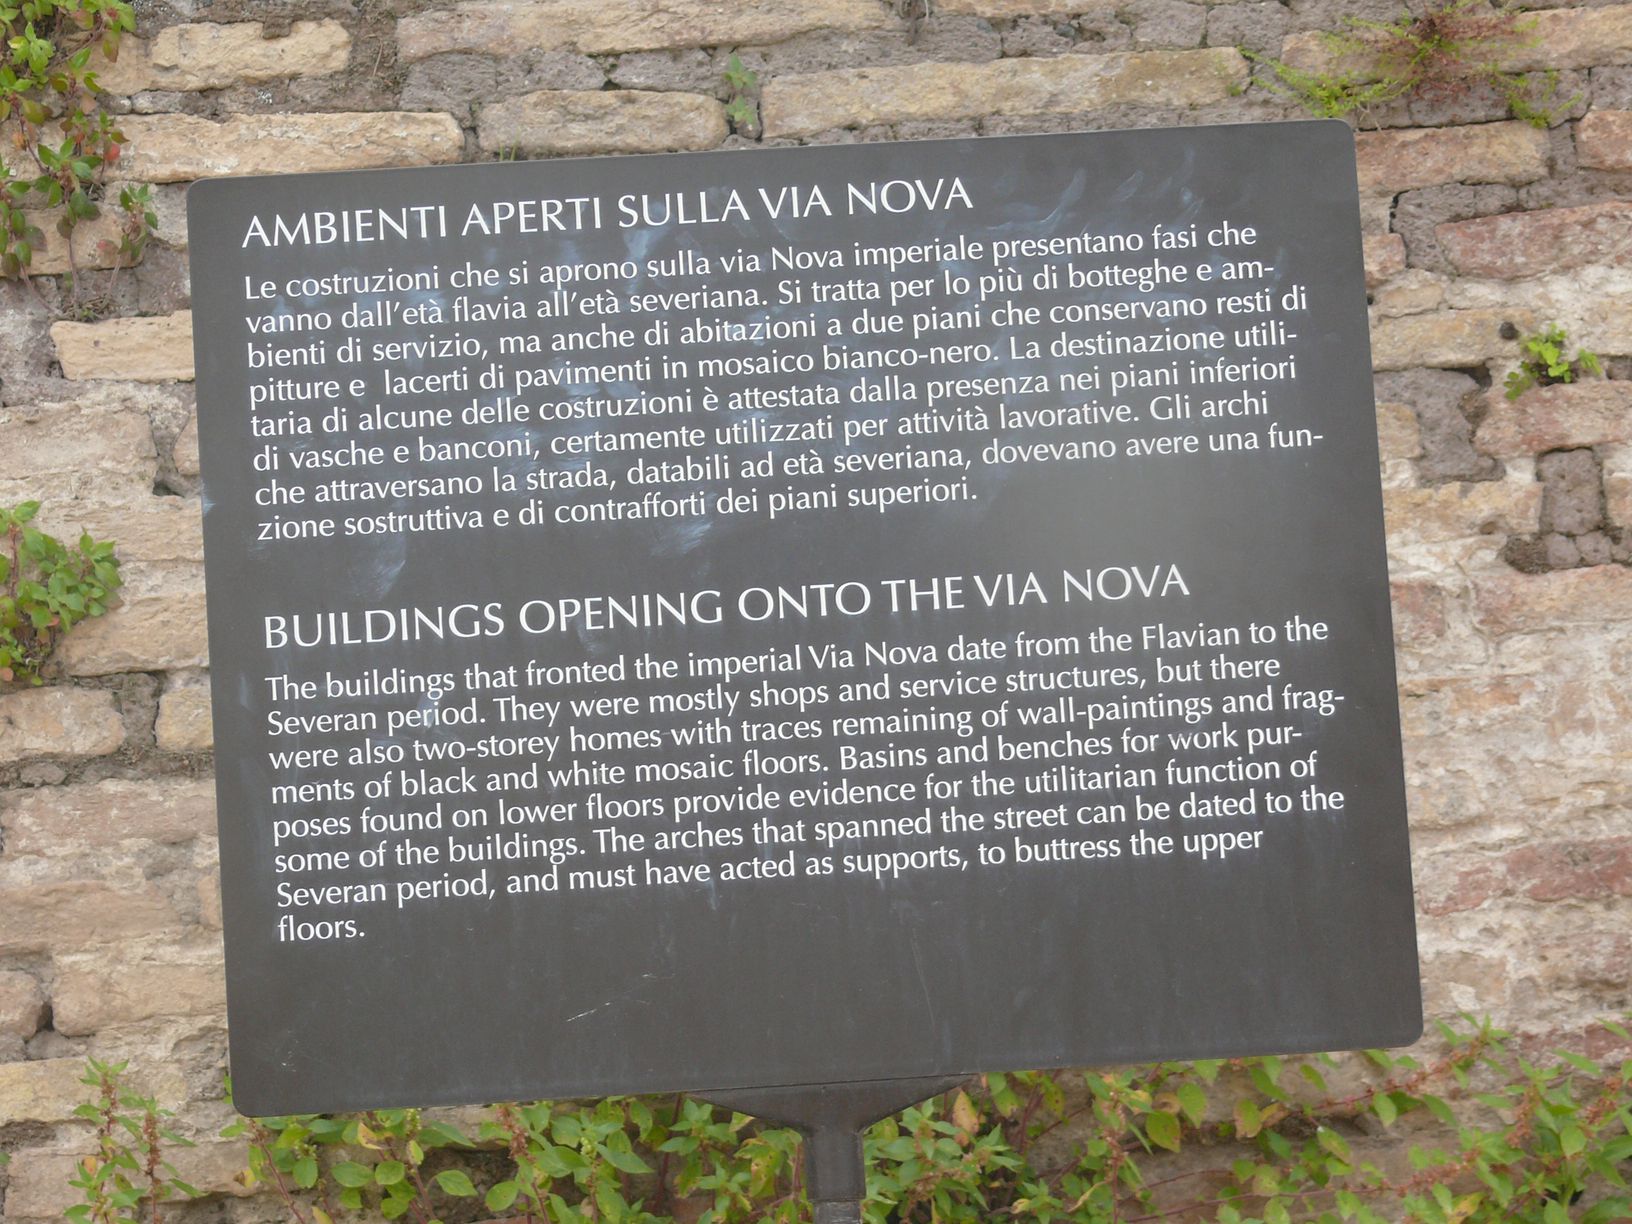 AMBIENTI APERTI SULLA VIA NOVA
Le costruzioni che si aprono sulla via Nova imperiale presentano fasi che
vanno dall'età flavia all'età severiana. Si tratta per lo più di botteghe e am-
bienti di servizio, ma anche di abitazioni a due piani che conservano resti di
pitture e lacerti di pavimenti in mosaico bianco-nero. La destinazione utili-
taria di alcune delle costruzioni è attestata dalla presenza nei piani inferiori
di vasche e banconi, certamente utilizzati per attività lavorative. Gli archi
che attraversano la strada, databili ad età severiana, dovevano avere una fun-
zione sostruttiva e di contrafforti dei piani superiori.
BUILDINGS OPENING ONTO THE VIA NOVA
The buildings that fronted the imperial Via Nova date from the Flavian to the
Severan period. They were mostly shops and service structures, but there
were also two-storey homes with traces remaining of wall-paintings and frag-
ments of black and white mosaic floors. Basins and benches for work pur-
poses found on lower floors provide evidence for the utilitarian function of
some of the buildings. The arches that spanned the street can be dated to the
Severan period, and must have acted as supports, to buttress the upper
floors.